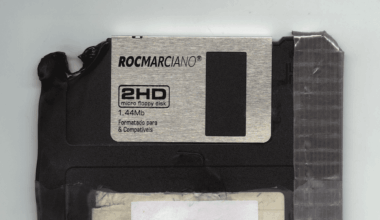 ROCMARCIANO®
2HD
micro floppy disk
1.44Mb
Formatado para
& Compatíveis